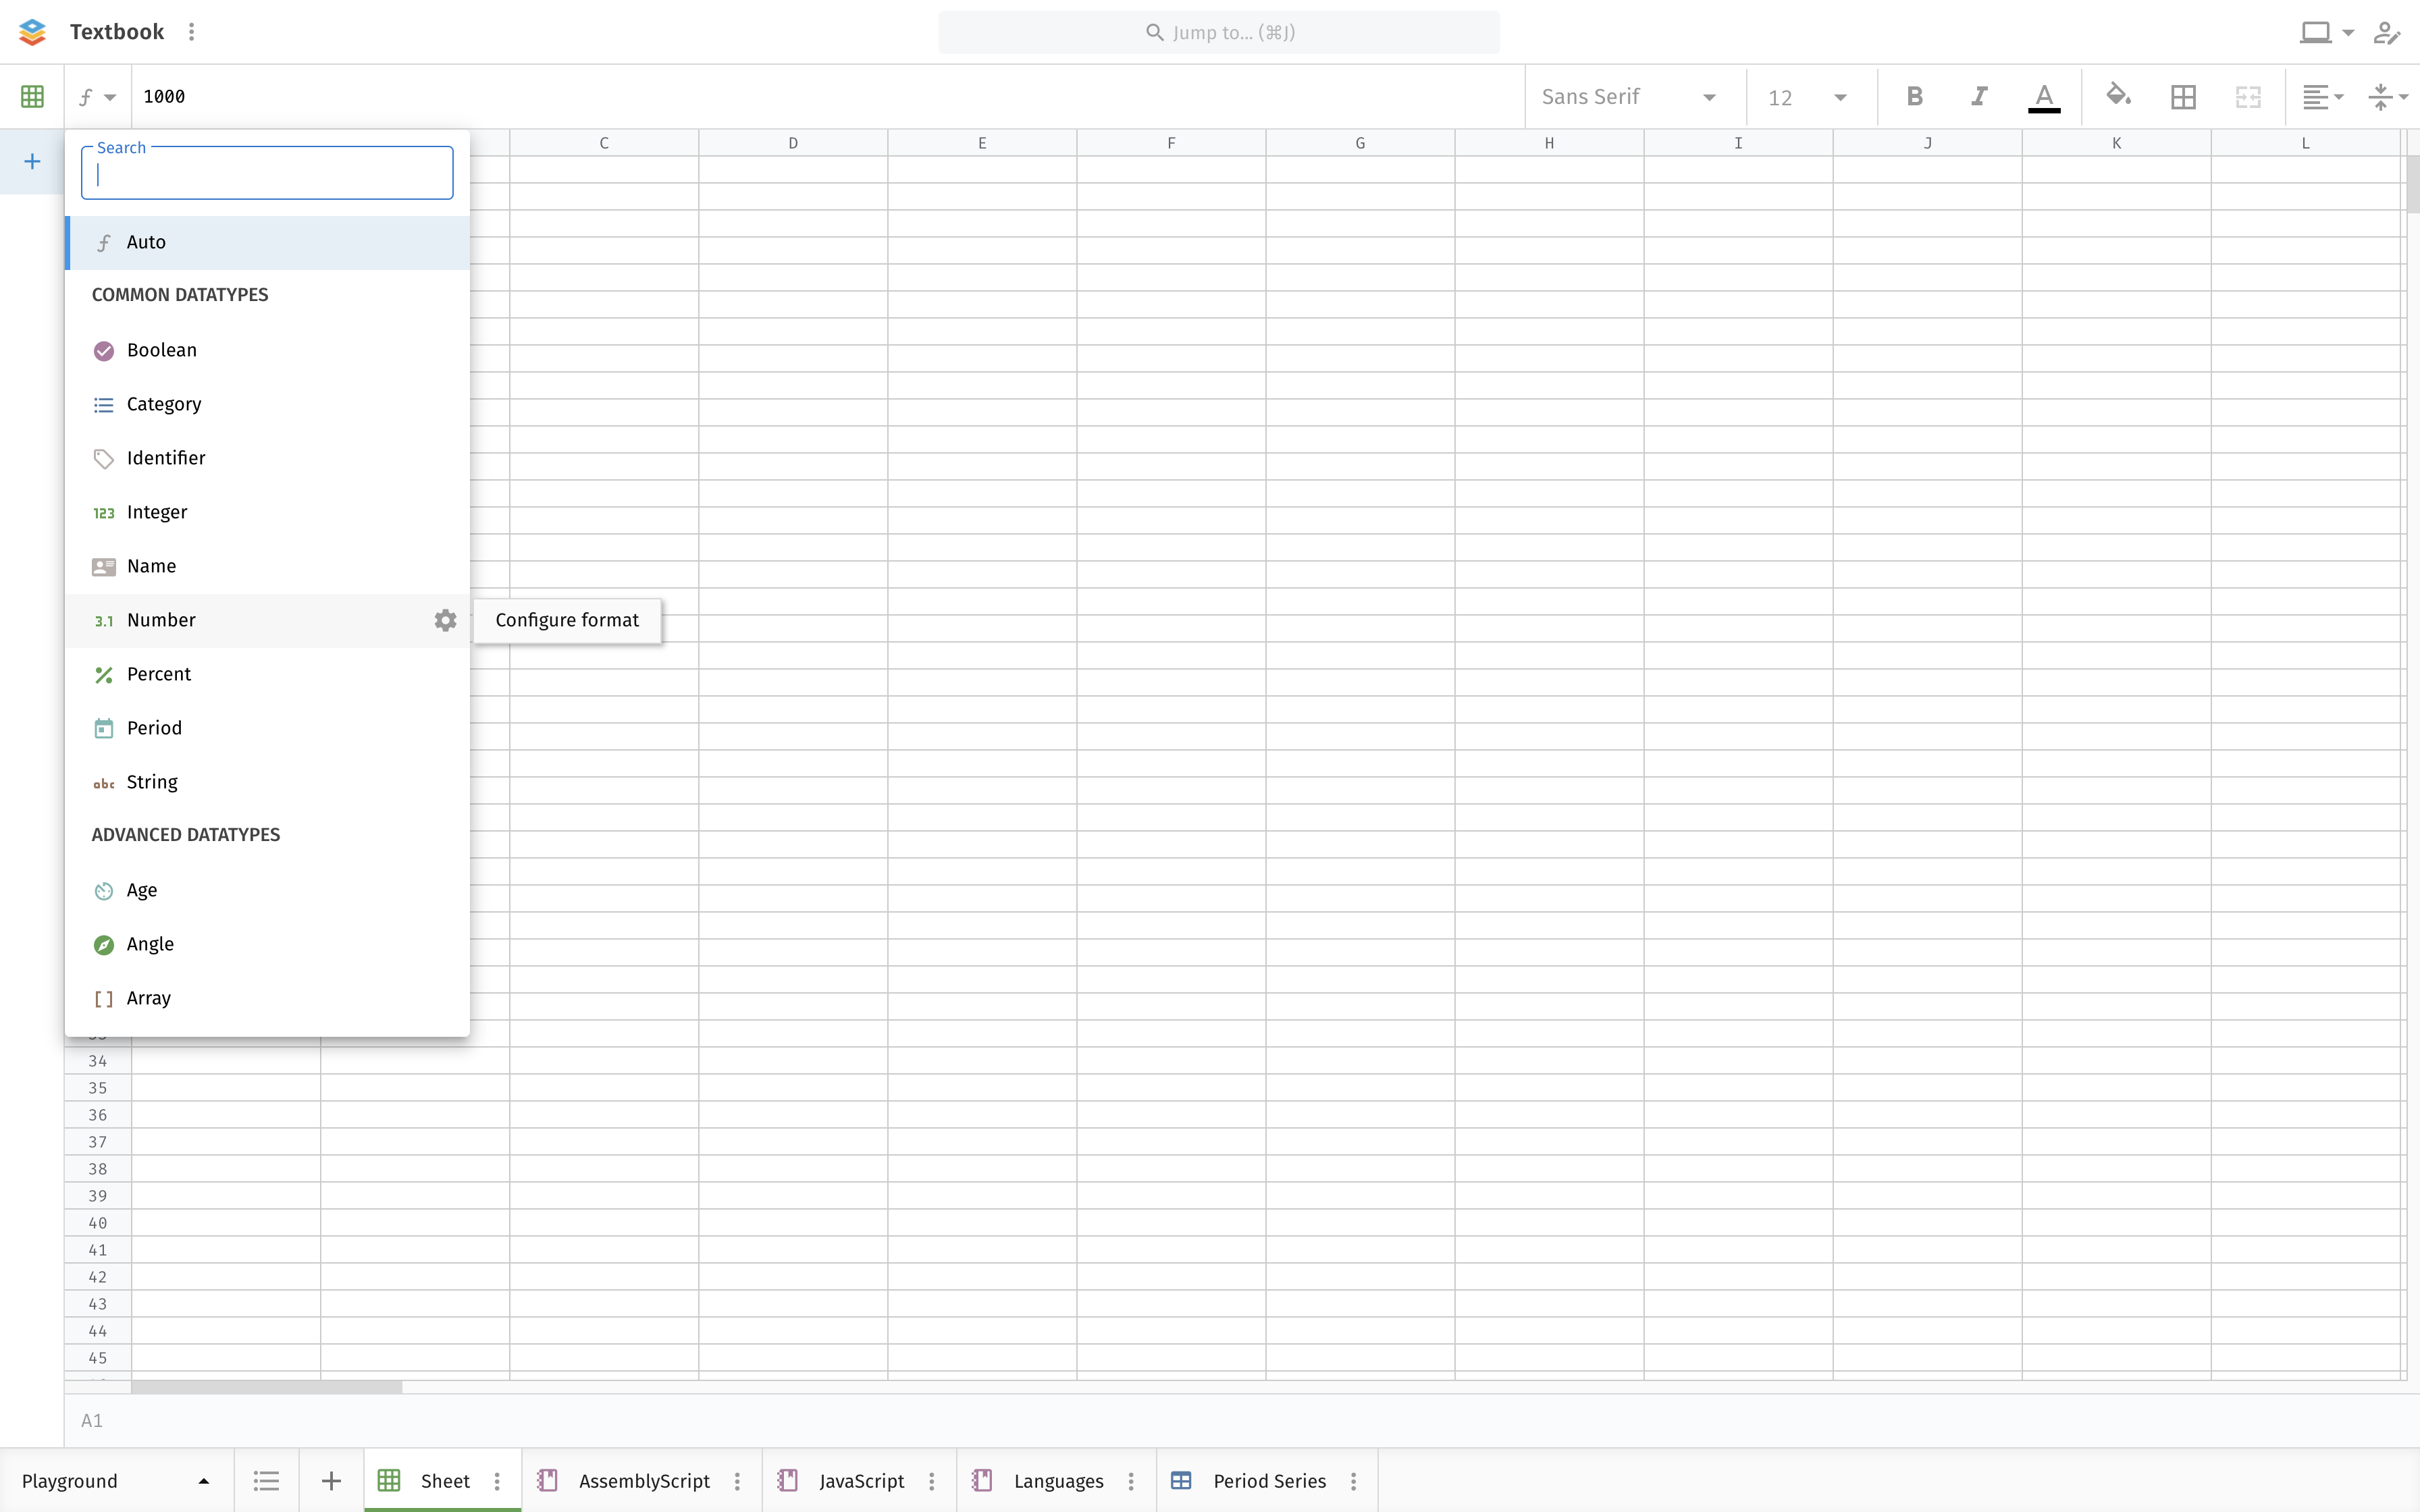 Textbook
Jump to... (⌘J)
1000
Sans Serif
12
B I A
Search
C D E F G H I J K L
Auto
COMMON DATATYPES
Boolean
Category
Identifier
123 Integer
Name
3.1 Number
Configure format
Percent
Period
abc String
ADVANCED DATATYPES
Age
Angle
[ ] Array
34
35
36
37
38
39
40
41
42
43
44
45
A1
Playground
Sheet
AssemblyScript
JavaScript
Languages
Period Series